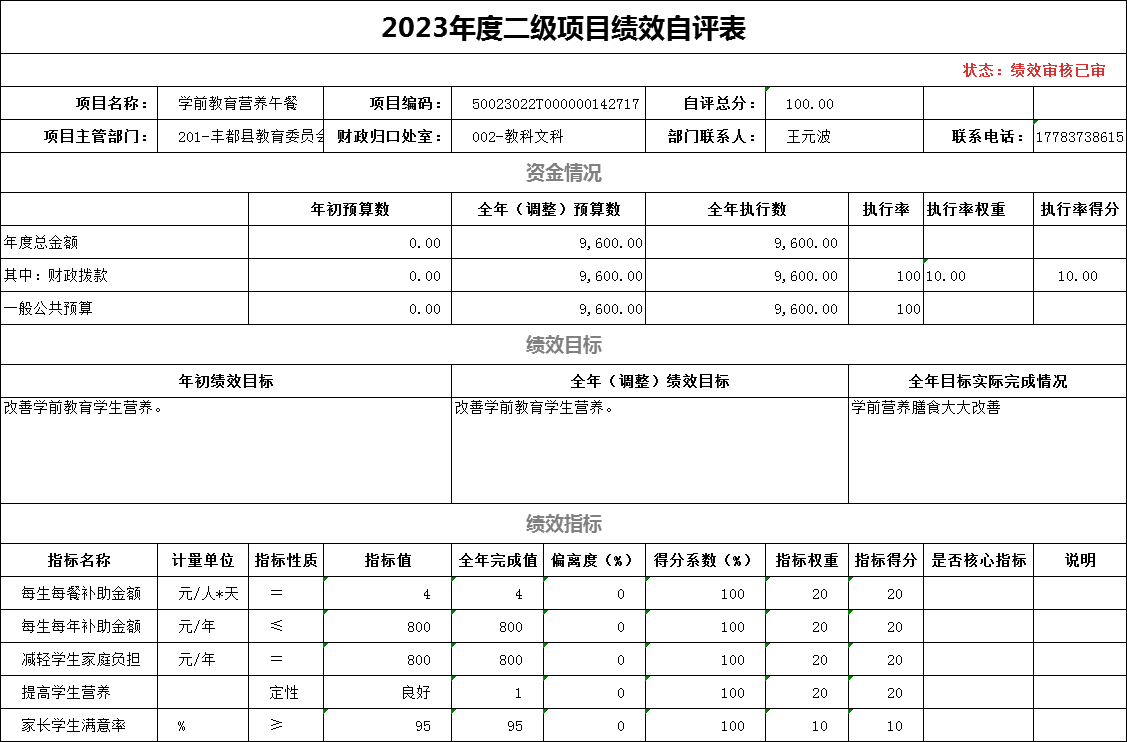 2023年度二级项目绩效自评表
状态：绩效审核已审
项目名称： 学前教育营养午餐 项目编码： 50023022T000000142717 自评总分： 100.00
项目主管部门： 201-丰都县教育委员会 财政归口处室： 002-教科文科 部门联系人： 王元波 联系电话： 17783738615
资金情况
年初预算数 全年（调整）预算数 全年执行数 执行率 执行率权重 执行率得分
年度总金额 0.00 9,600.00 9,600.00
其中：财政拨款 0.00 9,600.00 9,600.00 100 10.00 10.00
一般公共预算 0.00 9,600.00 9,600.00 100
绩效目标
年初绩效目标 全年（调整）绩效目标 全年目标实际完成情况
改善学前教育学生营养。 改善学前教育学生营养。 学前营养膳食大大改善
绩效指标
指标名称 计量单位 指标性质 指标值 全年完成值 偏离度（%） 得分系数（%） 指标权重 指标得分 是否核心指标 说明
每生每餐补助金额 元/人*天 ＝ 4 4 0 100 20 20
每生每年补助金额 元/年 ≤ 800 800 0 100 20 20
减轻学生家庭负担 元/年 ＝ 800 800 0 100 20 20
提高学生营养 定性 良好 1 0 100 20 20
家长学生满意率 % ≥ 95 95 0 100 10 10